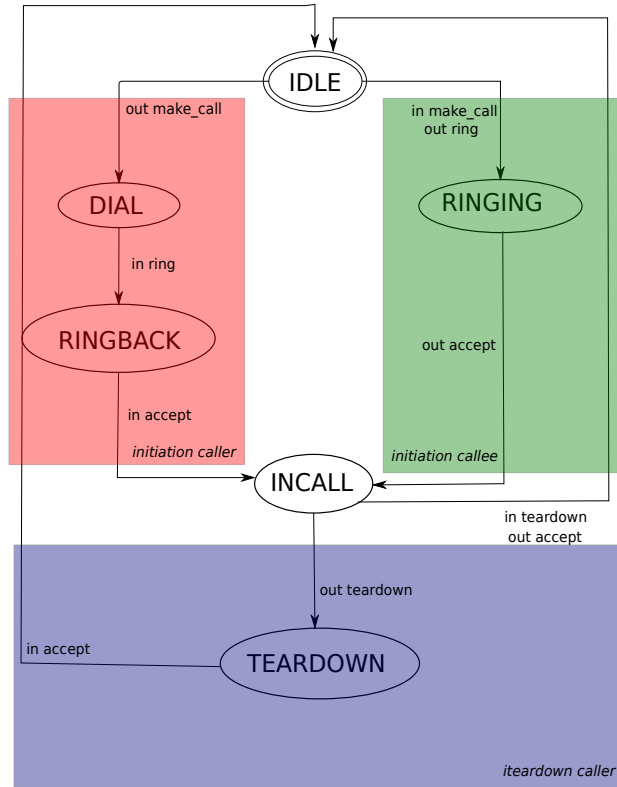 IDLE
out make_call
in make_call
out ring
DIAL
RINGING
in ring
RINGBACK
out accept
in accept
initiation caller
initiation callee
INCALL
in teardown
out accept
out teardown
in accept
TEARDOWN
iteardown caller